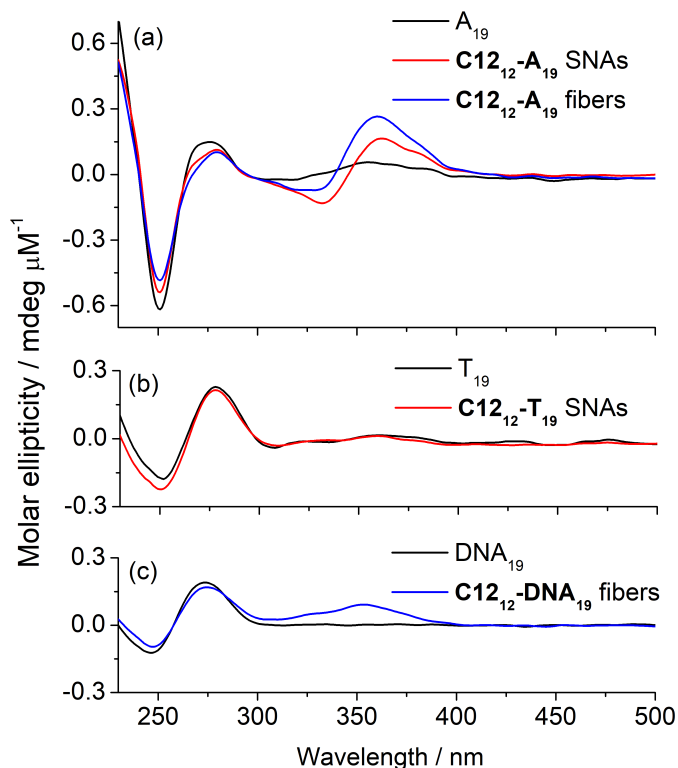 (a)
A19
C1212-A19 SNAs
C1212-A19 fibers
0.6
0.3
0.0
-0.3
-0.6
(b)
T19
C1212-T19 SNAs
0.3
0.0
-0.3
(c)
DNA19
C1212-DNA19 fibers
0.3
0.0
-0.3
250 300 350 400 450 500
Wavelength / nm
Molar ellipticity / mdeg μM-1